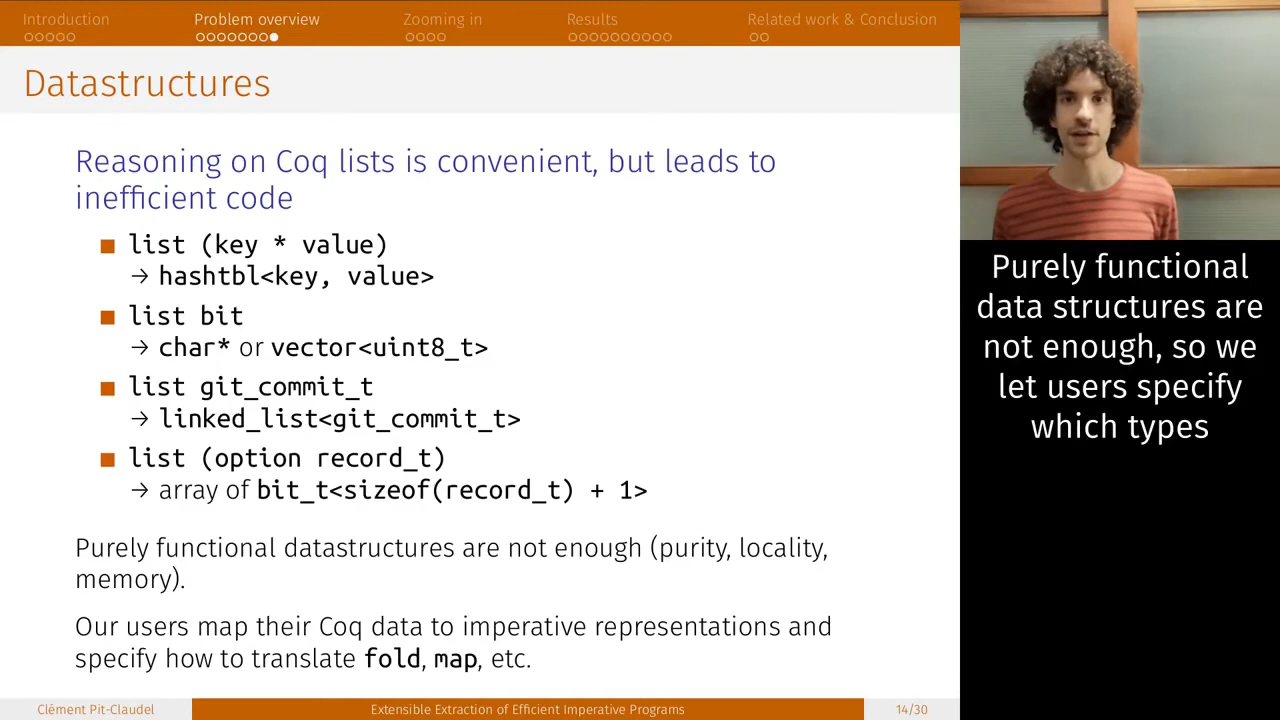 Introduction
Problem overview
Zooming in
Results
Related work & Conclusion
Datastructures
Reasoning on Coq lists is convenient, but leads to
inefficient code
list (key * value)
→ hashtbl<key, value>
list bit
→ char* or vector<uint8_t>
list git_commit_t
→ linked_list<git_commit_t>
list (option record_t)
→ array of bit_t<sizeof(record_t) + 1>
Purely functional datastructures are not enough (purity, locality,
memory).
Our users map their Coq data to imperative representations and
specify how to translate fold, map, etc.
Purely functional
data structures are
not enough, so we
let users specify
which types
Clément Pit-Claudel
Extensible Extraction of Efficient Imperative Programs
14/30